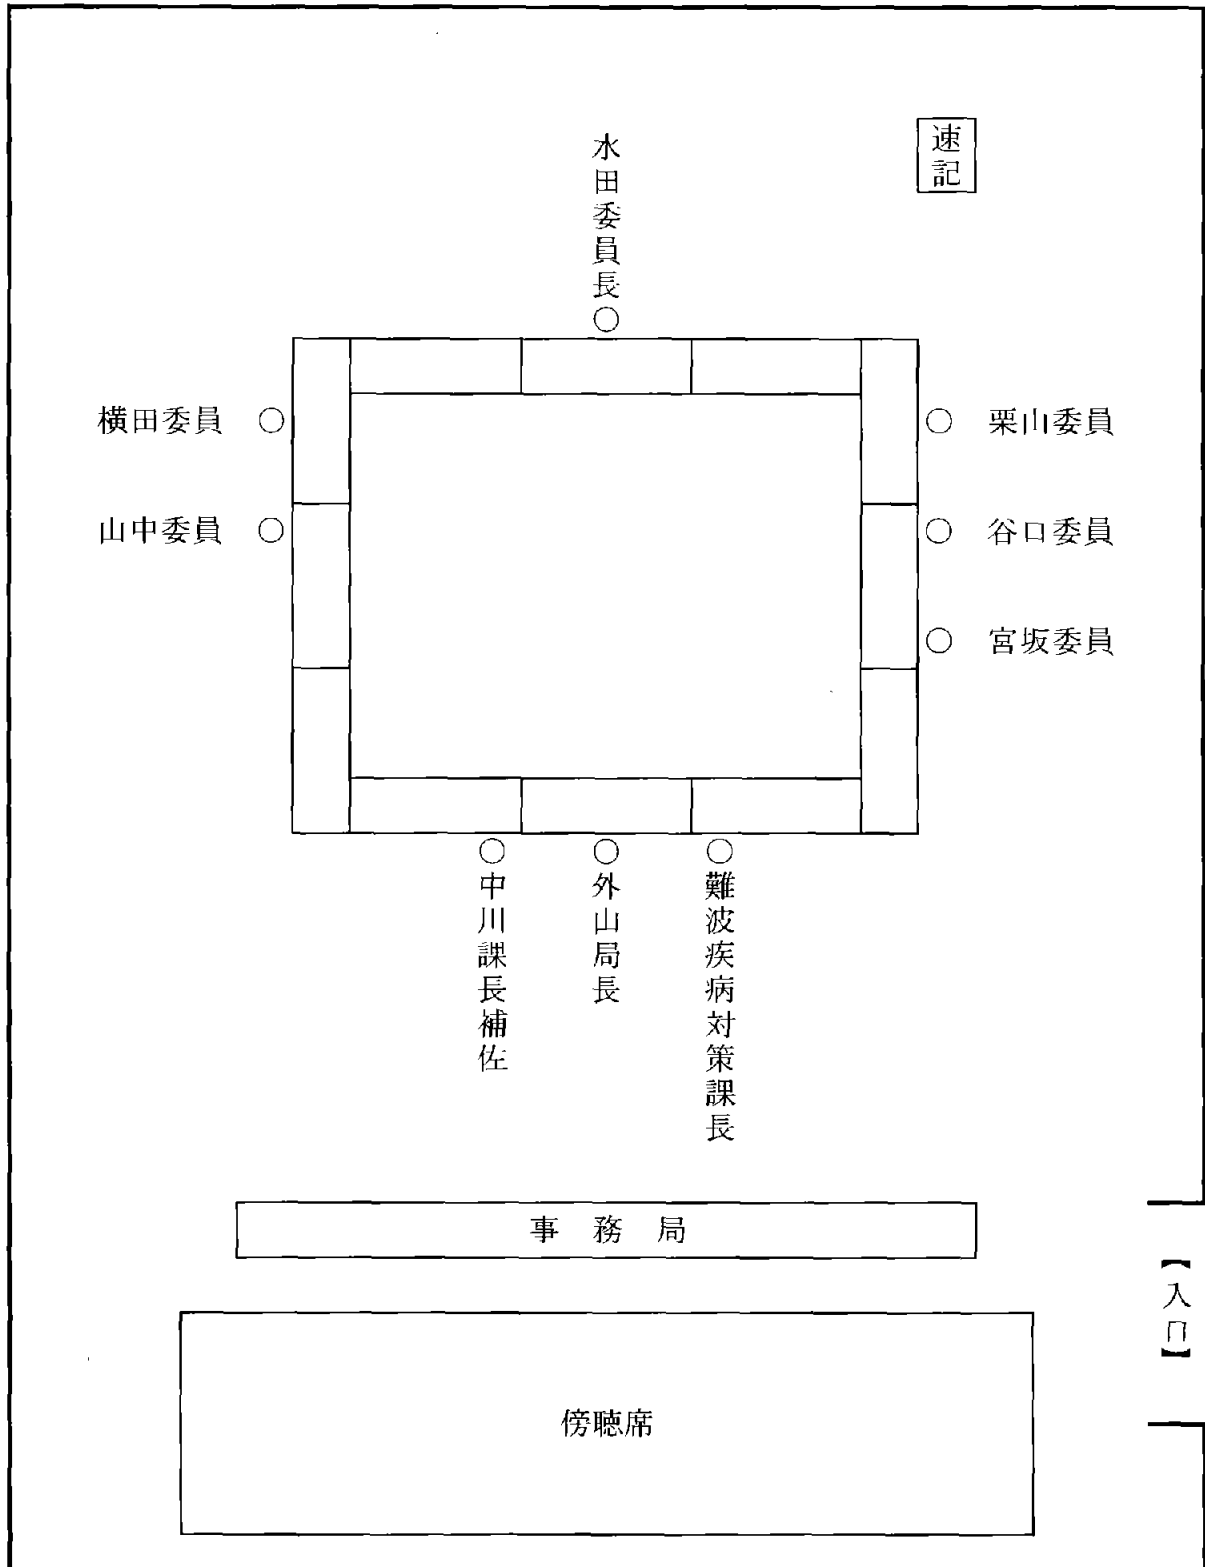 速記
水田委員長○
横田委員 ○
○ 栗山委員
山中委員 ○
○ 谷口委員
○ 宮坂委員
○中川課長補佐
○外山局長
○難波疾病対策課長
事 務 局
【入口】
傍聴席